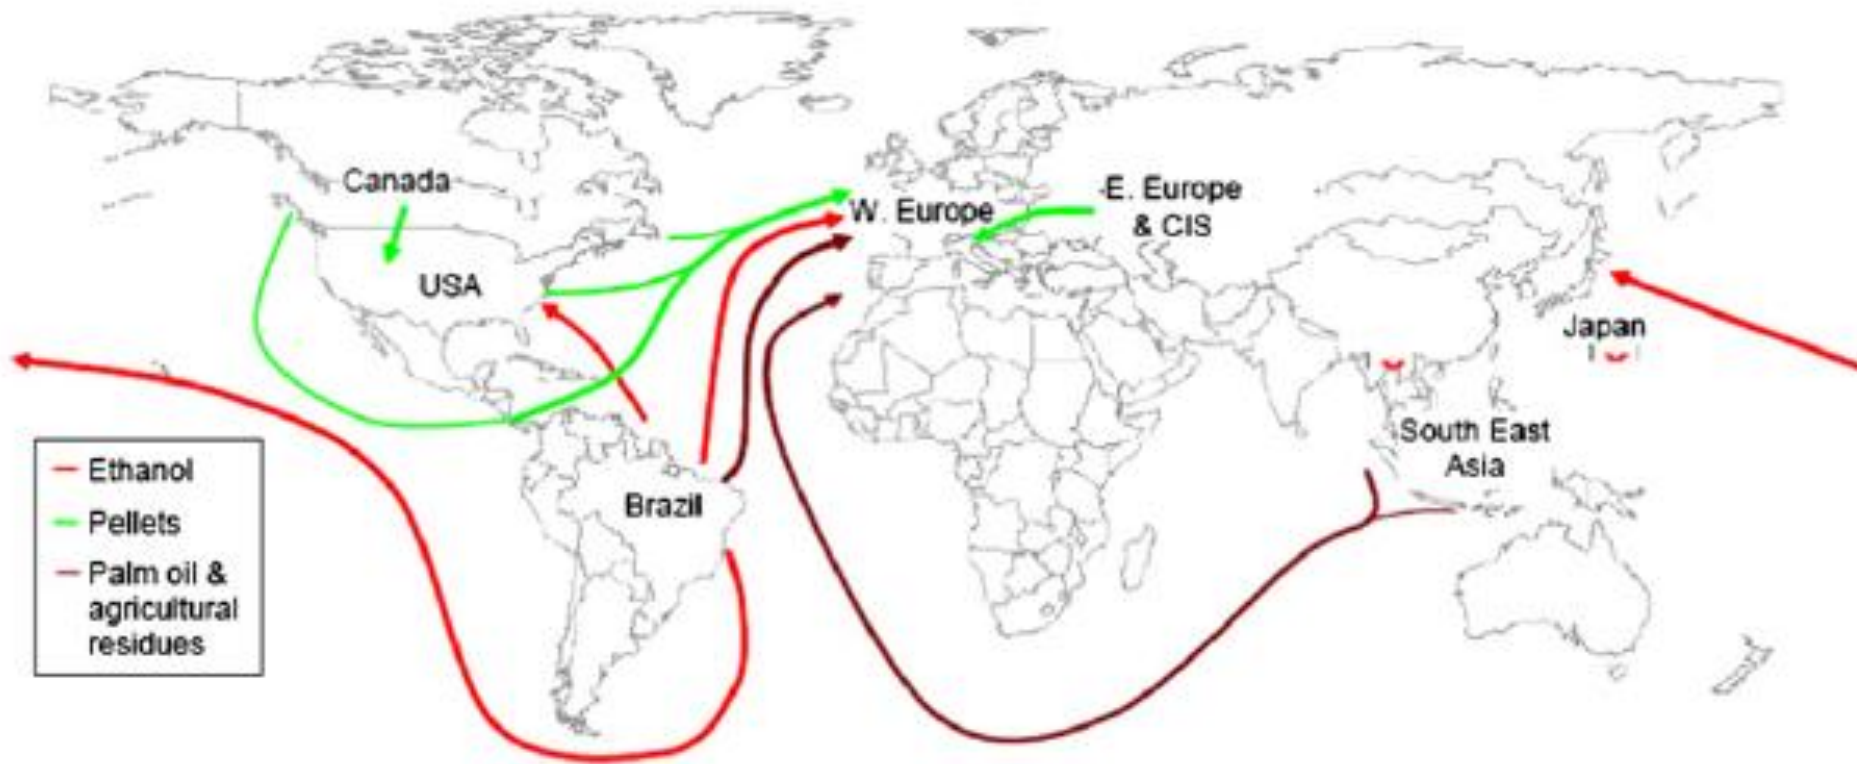 Canada
USA
W. Europe
E. Europe
& CIS
Japan
South East
Asia
Brazil
Ethanol
Pellets
Palm oil &
agricultural
residues